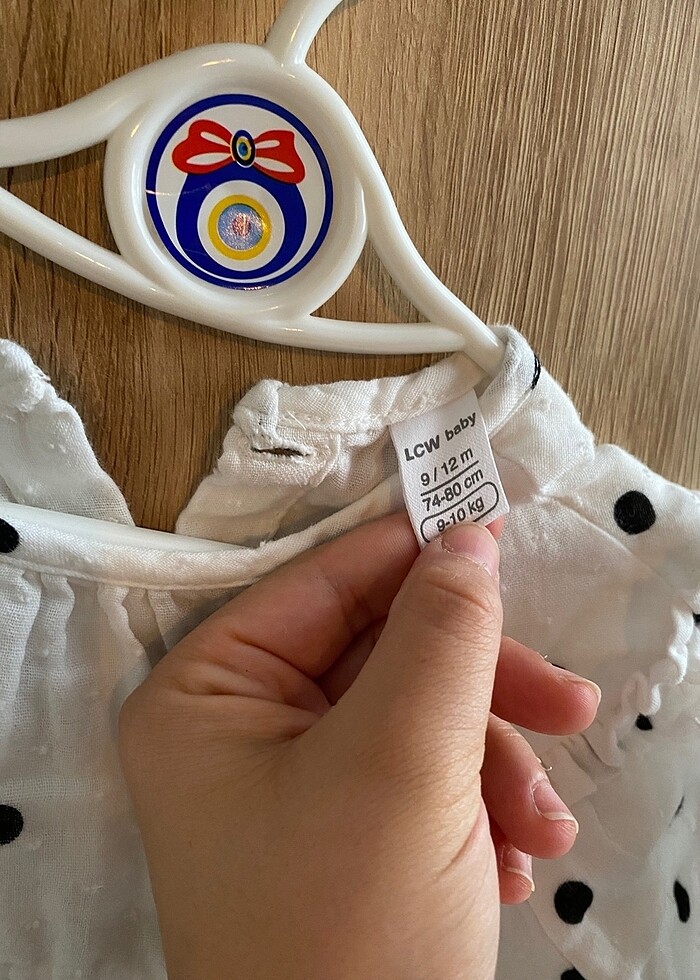 LCW baby
9 / 12 m
74-80 cm
9-10 kg